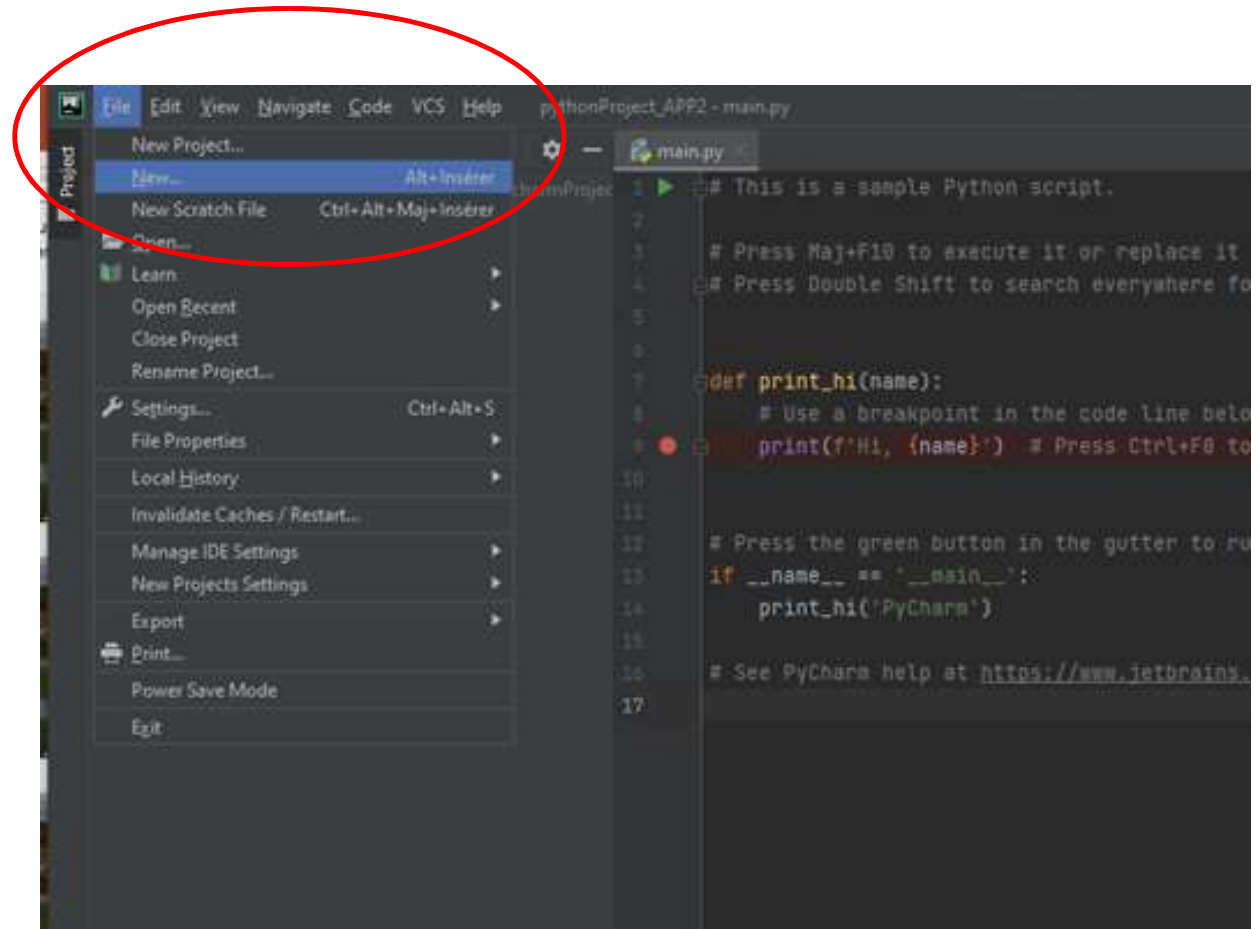 File Edit View Navigate Code VCS Help pythonProject_APP2 - main.py
Project
New Project...
New... Alt+Insérer
New Scratch File Ctrl+Alt+Maj+Insérer
Open...
Learn
Open Recent
Close Project
Rename Project...
Settings... Ctrl+Alt+S
File Properties
Local History
Invalidate Caches / Restart...
Manage IDE Settings
New Projects Settings
Export
Print...
Power Save Mode
Exit
main.py
1 # This is a sample Python script.
2
3 # Press Maj+F10 to execute it or replace it
4 # Press Double Shift to search everywhere fo
5
6
7 def print_hi(name):
8 # Use a breakpoint in the code line belo
9 print(f'Hi, {name}') # Press Ctrl+F8 to
10
11
12 # Press the green button in the gutter to ru
13 if __name__ == '__main__':
14 print_hi('PyCharm')
15
16 # See PyCharm help at https://www.jetbrains.
17